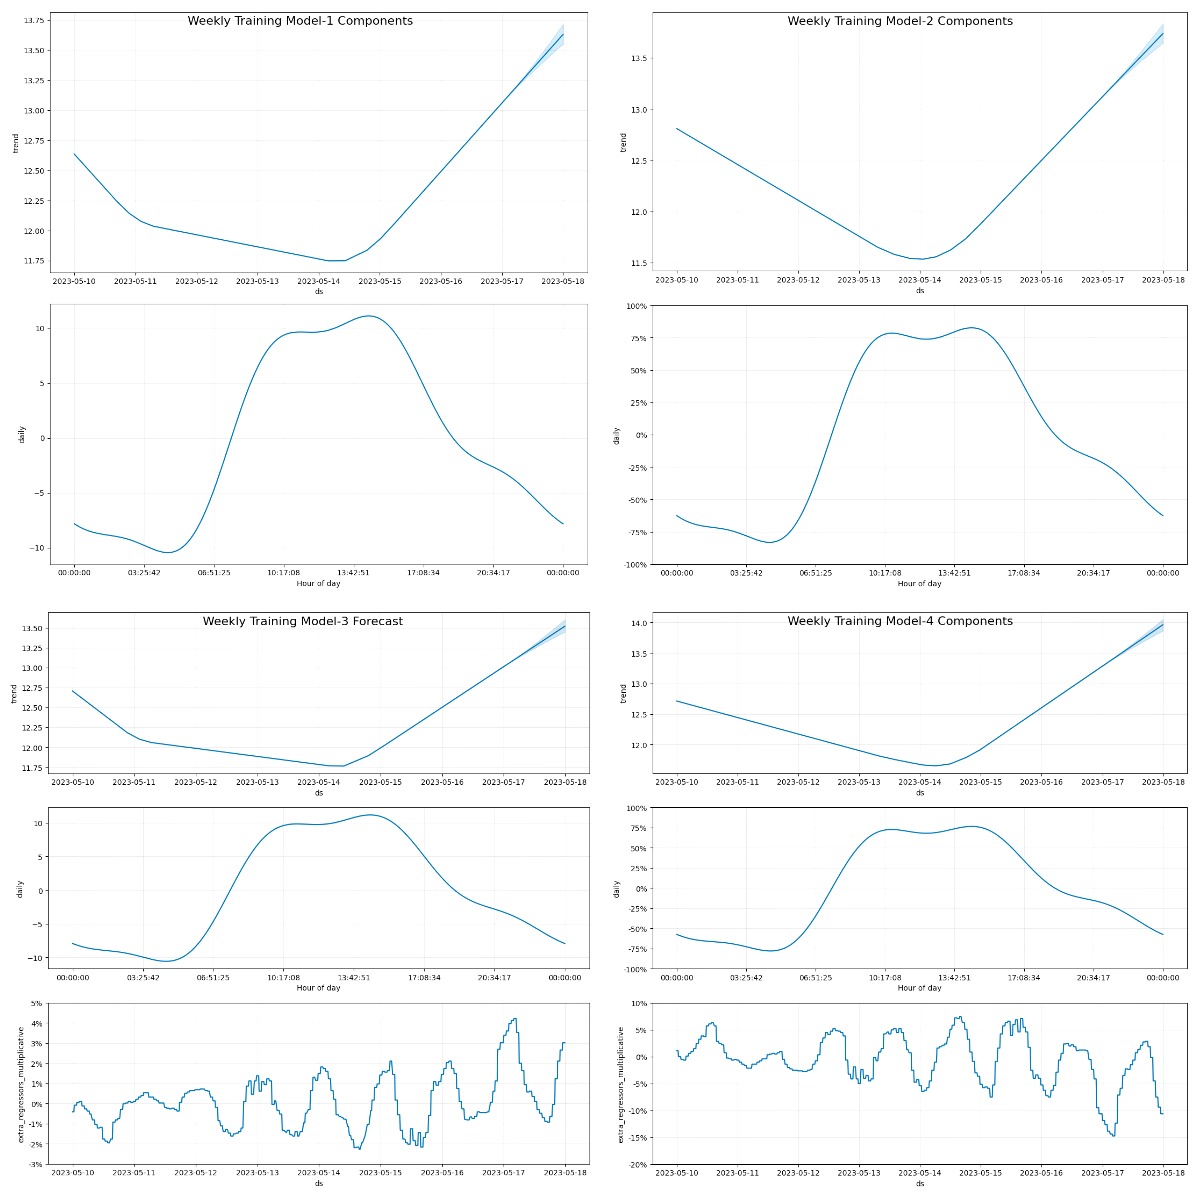 Weekly Training Model-1 Components
trend
13.75
13.50
13.25
13.00
12.75
12.50
12.25
12.00
11.75
2023-05-10 2023-05-11 2023-05-12 2023-05-13 2023-05-14 2023-05-15 2023-05-16 2023-05-17 2023-05-18
ds
daily
10
5
0
−5
−10
00:00:00 03:25:42 06:51:25 10:17:08 13:42:51 17:08:34 20:34:17 00:00:00
Hour of day
Weekly Training Model-2 Components
trend
13.5
13.0
12.5
12.0
11.5
2023-05-10 2023-05-11 2023-05-12 2023-05-13 2023-05-14 2023-05-15 2023-05-16 2023-05-17 2023-05-18
ds
daily
100%
75%
50%
25%
0%
-25%
-50%
-75%
-100%
00:00:00 03:25:42 06:51:25 10:17:08 13:42:51 17:08:34 20:34:17 00:00:00
Hour of day
Weekly Training Model-3 Forecast
trend
13.50
13.25
13.00
12.75
12.50
12.25
12.00
11.75
2023-05-10 2023-05-11 2023-05-12 2023-05-13 2023-05-14 2023-05-15 2023-05-16 2023-05-17 2023-05-18
ds
daily
10
5
0
−5
−10
00:00:00 03:25:42 06:51:25 10:17:08 13:42:51 17:08:34 20:34:17 00:00:00
Hour of day
extra_regressors_multiplicative
5%
4%
3%
2%
1%
0%
-1%
-2%
-3%
2023-05-10 2023-05-11 2023-05-12 2023-05-13 2023-05-14 2023-05-15 2023-05-16 2023-05-17 2023-05-18
ds
Weekly Training Model-4 Components
trend
14.0
13.5
13.0
12.5
12.0
2023-05-10 2023-05-11 2023-05-12 2023-05-13 2023-05-14 2023-05-15 2023-05-16 2023-05-17 2023-05-18
ds
daily
100%
75%
50%
25%
0%
-25%
-50%
-75%
-100%
00:00:00 03:25:42 06:51:25 10:17:08 13:42:51 17:08:34 20:34:17 00:00:00
Hour of day
extra_regressors_multiplicative
10%
5%
0%
-5%
-10%
-15%
-20%
2023-05-10 2023-05-11 2023-05-12 2023-05-13 2023-05-14 2023-05-15 2023-05-16 2023-05-17 2023-05-18
ds